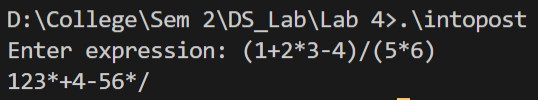 D:\College\Sem 2\DS_Lab\Lab 4>.\intopost
Enter expression: (1+2*3-4)/(5*6)
123*+4-56*/